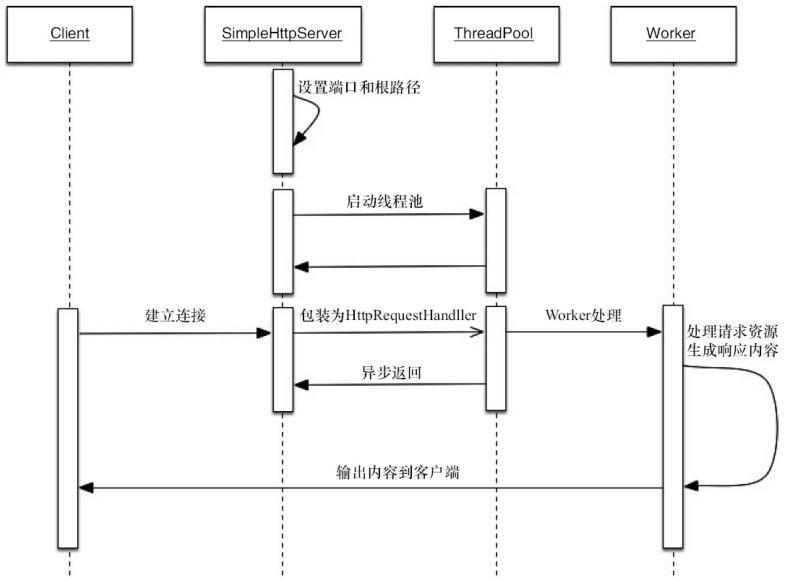 Client
SimpleHttpServer
ThreadPool
Worker
设置端口和根路径
启动线程池
建立连接
包装为HttpRequestHandller
Worker处理
处理请求资源
生成响应内容
异步返回
输出内容到客户端